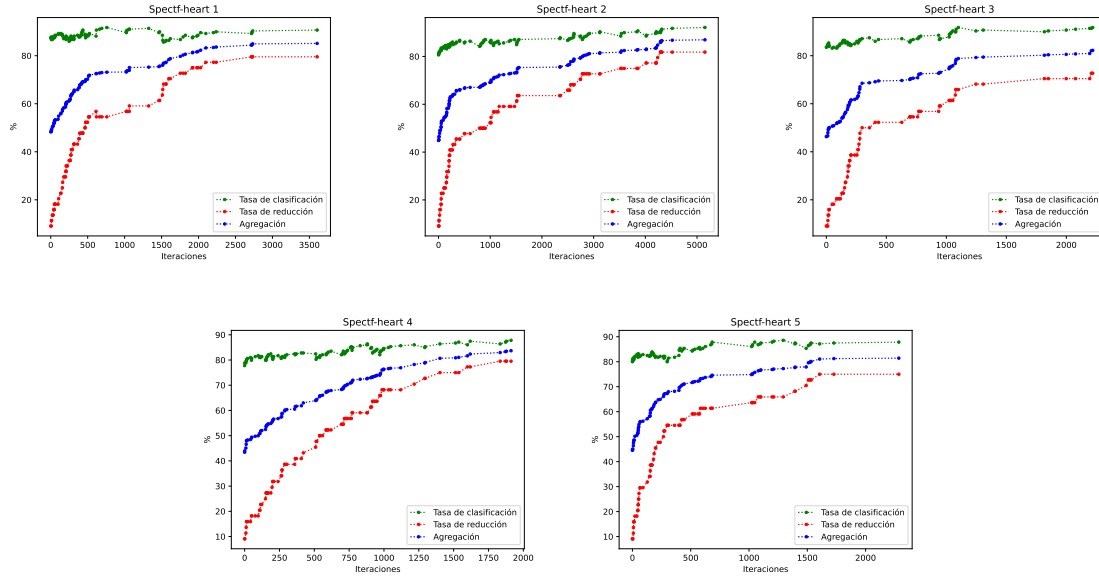 Spectf-heart 1
%
80
60
40
20
0 500 1000 1500 2000 2500 3000 3500
Iteraciones
Tasa de clasificación
Tasa de reducción
Agregación
Spectf-heart 2
%
80
60
40
20
0 1000 2000 3000 4000 5000
Iteraciones
Tasa de clasificación
Tasa de reducción
Agregación
Spectf-heart 3
%
80
60
40
20
0 500 1000 1500 2000
Iteraciones
Tasa de clasificación
Tasa de reducción
Agregación
Spectf-heart 4
%
90
80
70
60
50
40
30
20
10
0 250 500 750 1000 1250 1500 1750 2000
Iteraciones
Tasa de clasificación
Tasa de reducción
Agregación
Spectf-heart 5
%
90
80
70
60
50
40
30
20
10
0 500 1000 1500 2000
Iteraciones
Tasa de clasificación
Tasa de reducción
Agregación